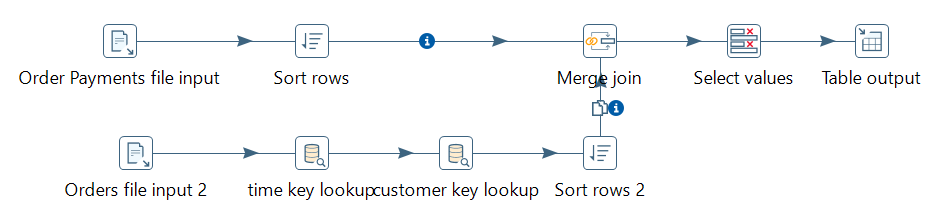 Order Payments file input
Sort rows
Merge join
Select values
Table output
Orders file input 2
time key lookup
customer key lookup
Sort rows 2